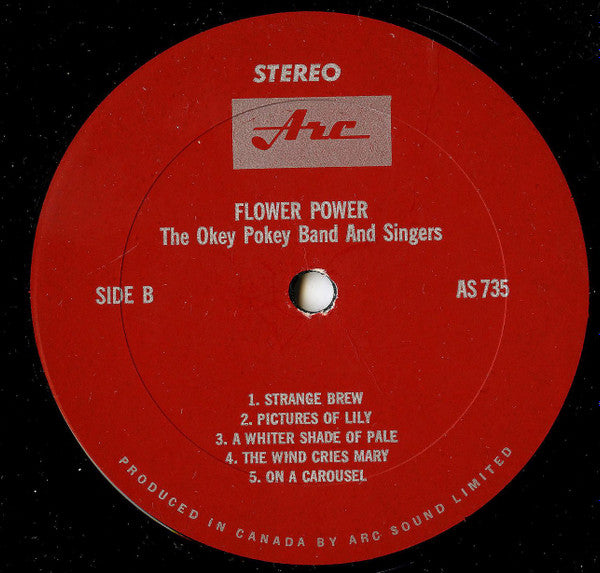 STEREO
Arc
FLOWER POWER
The Okey Pokey Band And Singers
SIDE B
AS 735
1. STRANGE BREW
2. PICTURES OF LILY
3. A WHITER SHADE OF PALE
4. THE WIND CRIES MARY
5. ON A CAROUSEL
PRODUCED IN CANADA BY ARC SOUND LIMITED